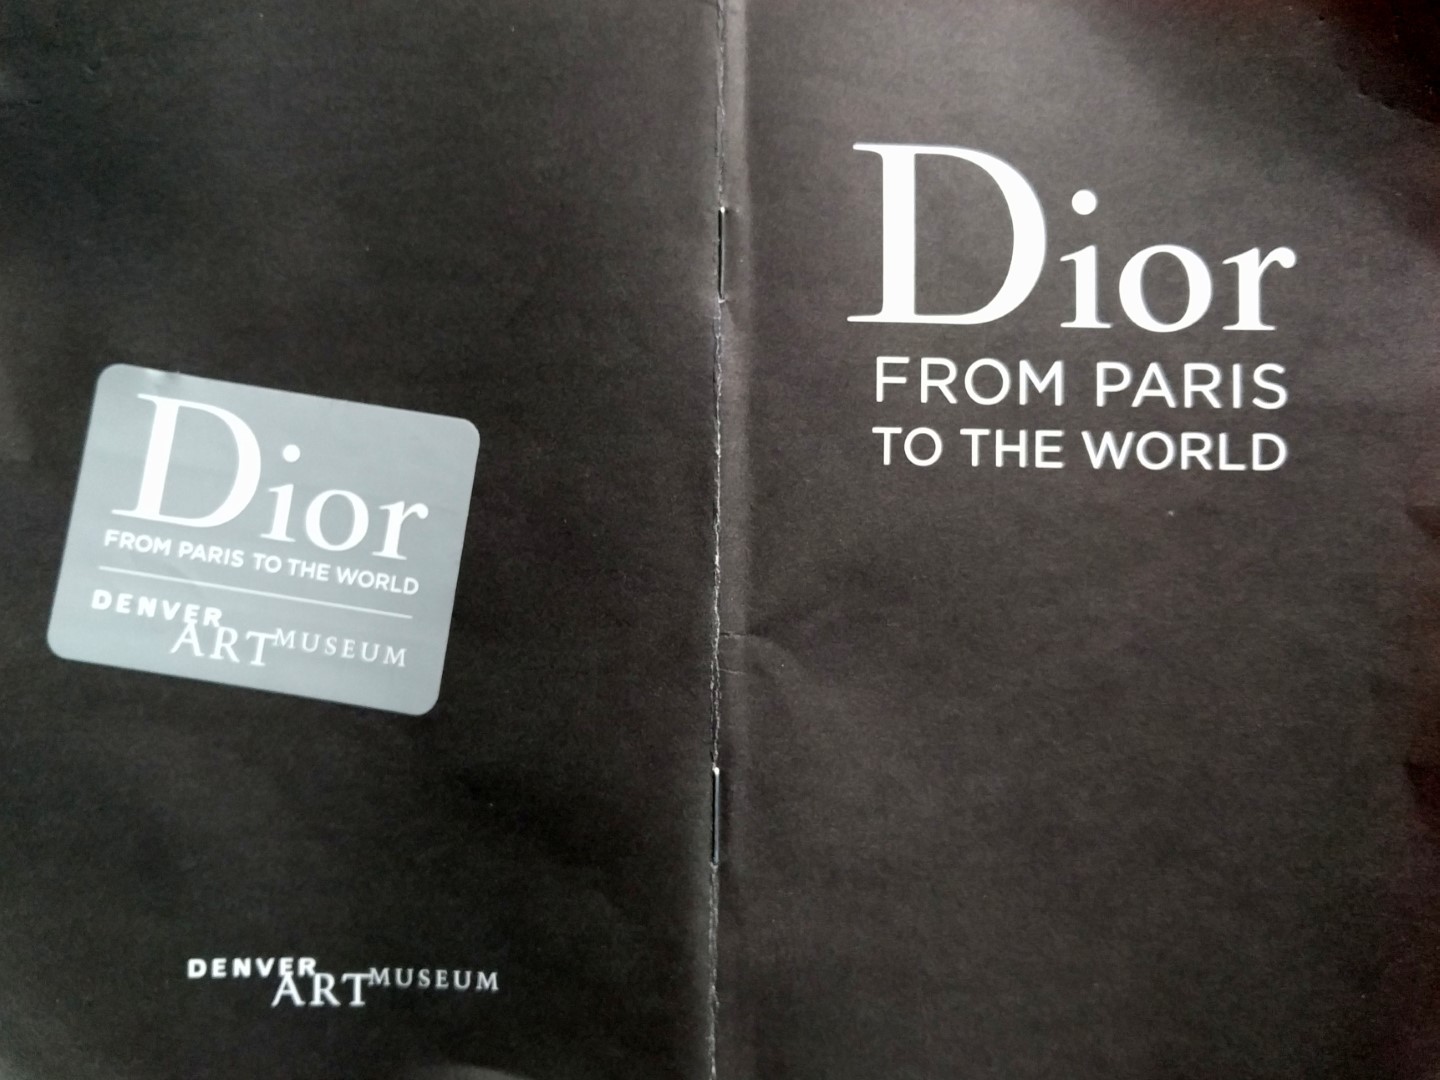 Dior
FROM PARIS TO THE WORLD
DENVER
ART MUSEUM
DENVER
ART MUSEUM
Dior
FROM PARIS
TO THE WORLD